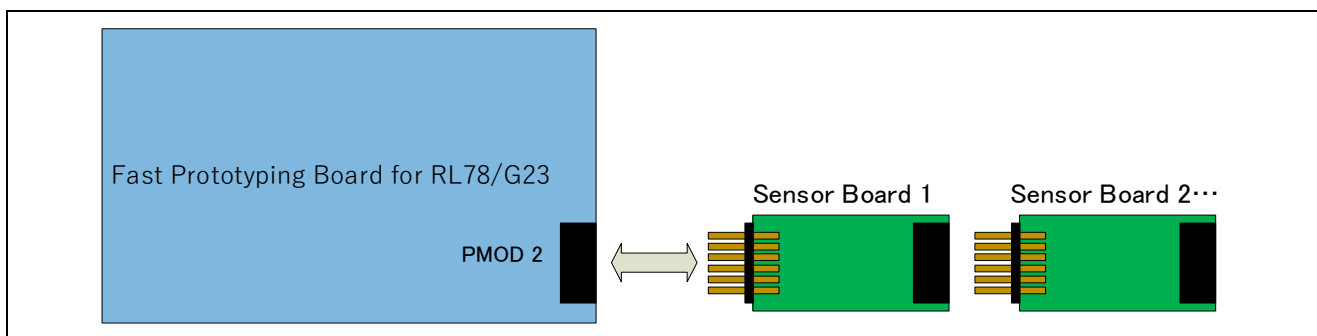 Fast Prototyping Board for RL78/G23
PMOD 2
Sensor Board 1
Sensor Board 2⋯